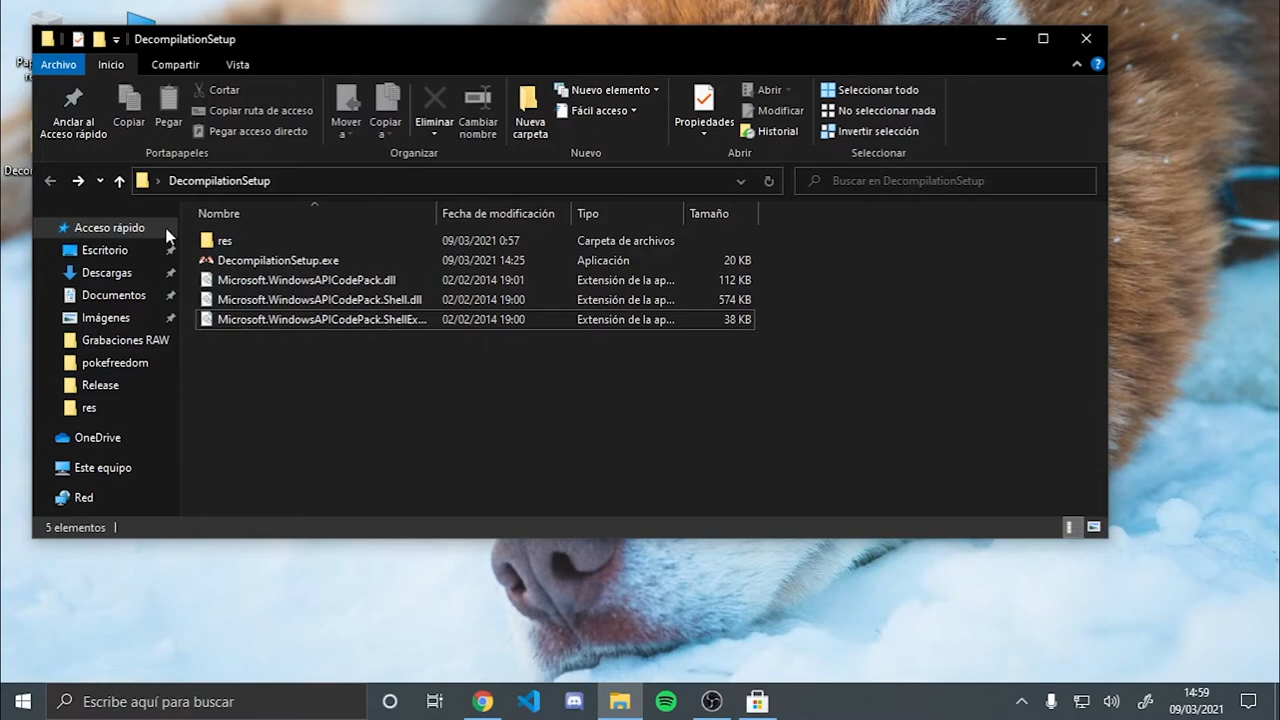 DecompilationSetup
Archivo
Inicio
Compartir
Vista
Anclar al
Acceso rápido
Copiar
Pegar
Cortar
Copiar ruta de acceso
Pegar acceso directo
Portapapeles
Mover
a
Copiar
a
Eliminar
Cambiar
nombre
Organizar
Nueva
carpeta
Nuevo elemento
Fácil acceso
Nuevo
Propiedades
Abrir
Modificar
Historial
Abrir
Seleccionar todo
No seleccionar nada
Invertir selección
Seleccionar
DecompilationSetup
Buscar en DecompilationSetup
Nombre
Fecha de modificación
Tipo
Tamaño
res 09/03/2021 0:57 Carpeta de archivos
DecompilationSetup.exe 09/03/2021 14:25 Aplicación 20 KB
Microsoft.WindowsAPICodePack.dll 02/02/2014 19:01 Extensión de la ap... 112 KB
Microsoft.WindowsAPICodePack.Shell.dll 02/02/2014 19:00 Extensión de la ap... 574 KB
Microsoft.WindowsAPICodePack.ShellEx... 02/02/2014 19:00 Extensión de la ap... 38 KB
Acceso rápido
Escritorio
Descargas
Documentos
Imágenes
Grabaciones RAW
pokefreedom
Release
res
OneDrive
Este equipo
Red
5 elementos
Escribe aquí para buscar
14:59
09/03/2021